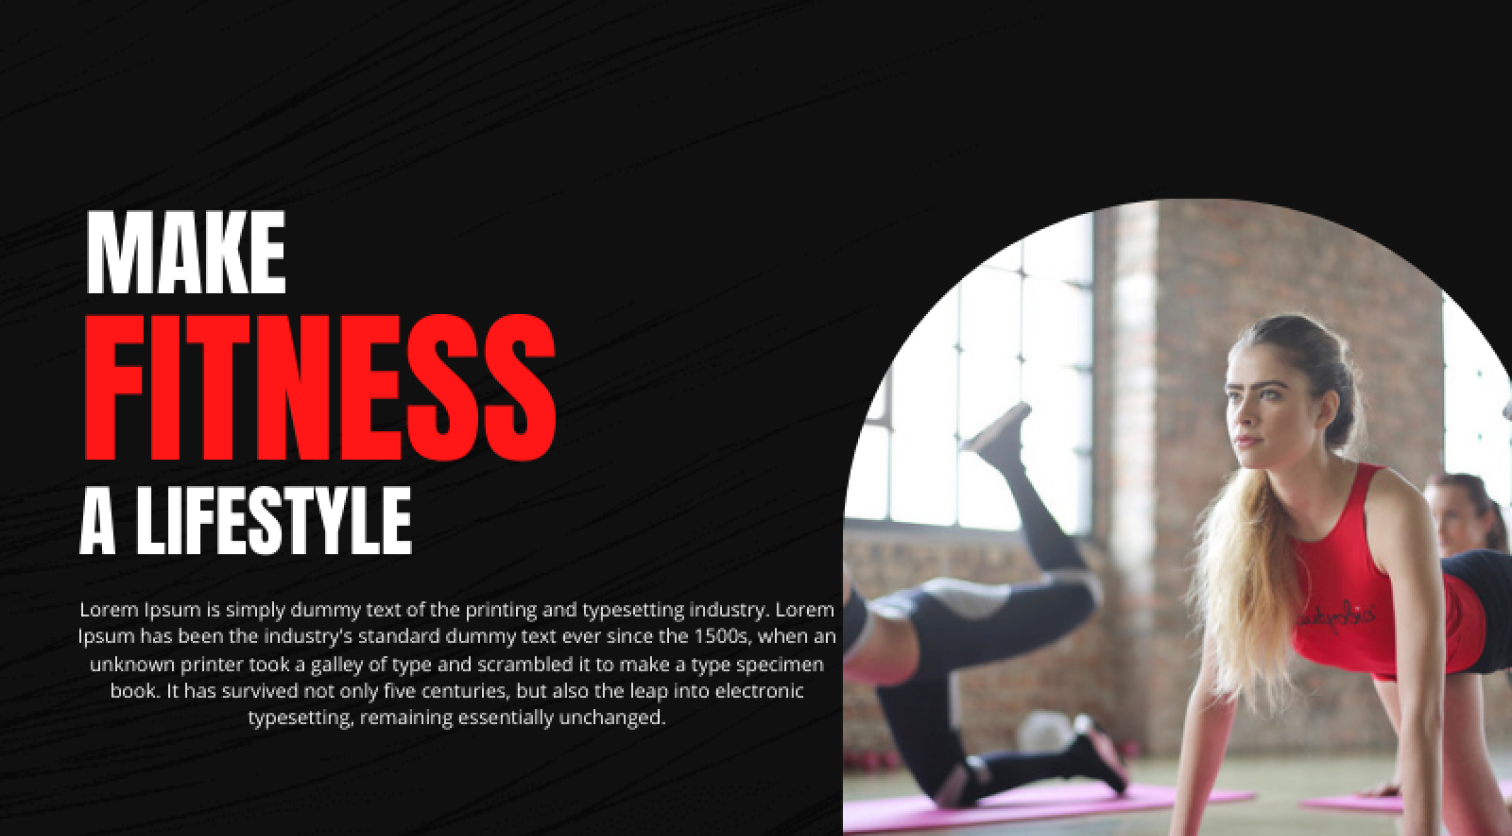 MAKE
FITNESS
A LIFESTYLE
Lorem Ipsum is simply dummy text of the printing and typesetting industry. Lorem
Ipsum has been the industry's standard dummy text ever since the 1500s, when an
unknown printer took a galley of type and scrambled it to make a type specimen
book. It has survived not only five centuries, but also the leap into electronic
typesetting, remaining essentially unchanged.